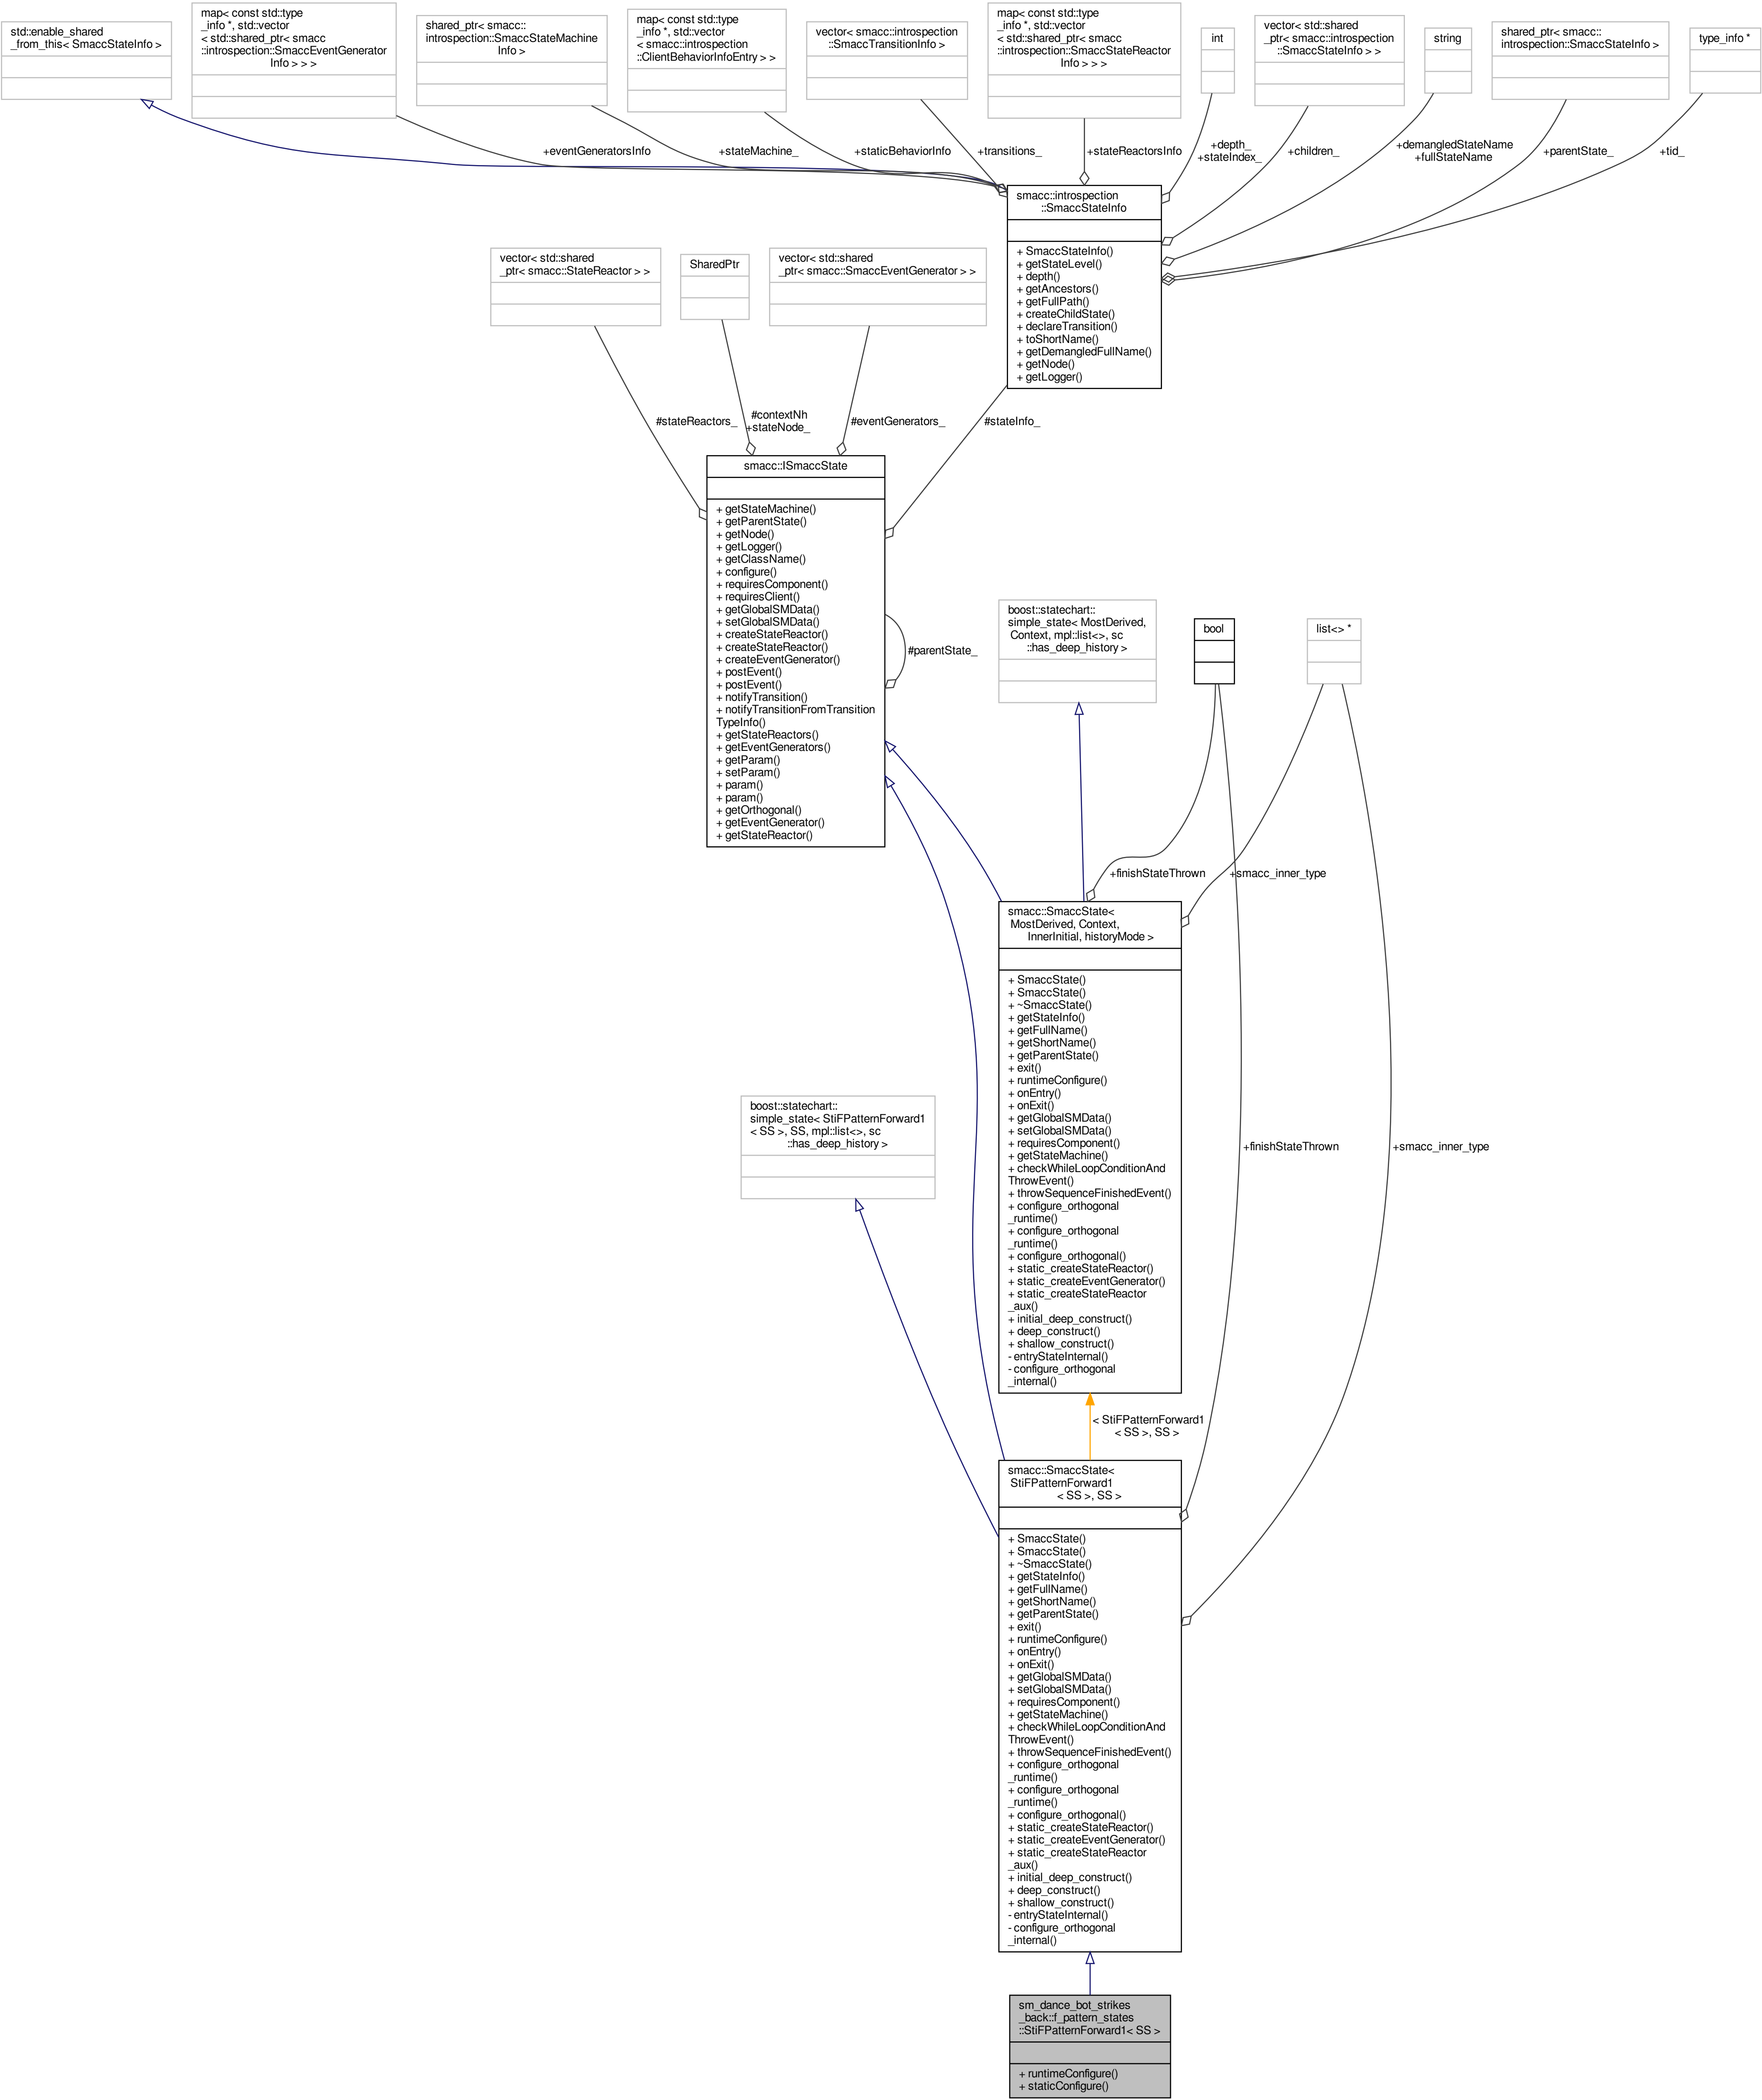 std::enable_shared
_from_this< SmaccStateInfo >
map< const std::type
_info *, std::vector
< std::shared_ptr< smacc
::introspection::SmaccEventGenerator
Info > > >
shared_ptr< smacc::
introspection::SmaccStateMachine
Info >
map< const std::type
_info *, std::vector
< smacc::introspection
::ClientBehaviorInfoEntry > >
vector< smacc::introspection
::SmaccTransitionInfo >
map< const std::type
_info *, std::vector
< std::shared_ptr< smacc
::introspection::SmaccStateReactor
Info > > >
int
vector< std::shared
_ptr< smacc::introspection
::SmaccStateInfo > >
string
shared_ptr< smacc::
introspection::SmaccStateInfo >
type_info *
+eventGeneratorsInfo
+stateMachine_
+staticBehaviorInfo
+transitions_
+stateReactorsInfo
+depth_
+stateIndex_
+children_
+demangledStateName
+fullStateName
+parentState_
+tid_
smacc::introspection
::SmaccStateInfo
+ SmaccStateInfo()
+ getStateLevel()
+ depth()
+ getAncestors()
+ getFullPath()
+ createChildState()
+ declareTransition()
+ toShortName()
+ getDemangledFullName()
+ getNode()
+ getLogger()
vector< std::shared
_ptr< smacc::StateReactor > >
SharedPtr
vector< std::shared
_ptr< smacc::SmaccEventGenerator > >
#stateReactors_
#contextNh
+stateNode_
#eventGenerators_
#stateInfo_
smacc::ISmaccState
+ getStateMachine()
+ getParentState()
+ getNode()
+ getLogger()
+ getClassName()
+ configure()
+ requiresComponent()
+ requiresClient()
+ getGlobalSMData()
+ setGlobalSMData()
+ createStateReactor()
+ createStateReactor()
+ createEventGenerator()
+ postEvent()
+ postEvent()
+ notifyTransition()
+ notifyTransitionFromTransition
TypeInfo()
+ getStateReactors()
+ getEventGenerators()
+ getParam()
+ setParam()
+ param()
+ param()
+ getOrthogonal()
+ getEventGenerator()
+ getStateReactor()
#parentState_
boost::statechart::
simple_state< MostDerived,
Context, mpl::list<>, sc
::has_deep_history >
bool
list<> *
+finishStateThrown
+smacc_inner_type
smacc::SmaccState<
MostDerived, Context,
InnerInitial, historyMode >
+ SmaccState()
+ SmaccState()
+ ~SmaccState()
+ getStateInfo()
+ getFullName()
+ getShortName()
+ getParentState()
+ exit()
+ runtimeConfigure()
+ onEntry()
+ onExit()
+ getGlobalSMData()
+ setGlobalSMData()
+ requiresComponent()
+ getStateMachine()
+ checkWhileLoopConditionAnd
ThrowEvent()
+ throwSequenceFinishedEvent()
+ configure_orthogonal
_runtime()
+ configure_orthogonal
_runtime()
+ configure_orthogonal()
+ static_createStateReactor()
+ static_createEventGenerator()
+ static_createStateReactor
_aux()
+ initial_deep_construct()
+ deep_construct()
+ shallow_construct()
- entryStateInternal()
- configure_orthogonal
_internal()
boost::statechart::
simple_state< StiFPatternForward1
< SS >, SS, mpl::list<>, sc
::has_deep_history >
+finishStateThrown
+smacc_inner_type
< StiFPatternForward1
< SS >, SS >
smacc::SmaccState<
StiFPatternForward1
< SS >, SS >
+ SmaccState()
+ SmaccState()
+ ~SmaccState()
+ getStateInfo()
+ getFullName()
+ getShortName()
+ getParentState()
+ exit()
+ runtimeConfigure()
+ onEntry()
+ onExit()
+ getGlobalSMData()
+ setGlobalSMData()
+ requiresComponent()
+ getStateMachine()
+ checkWhileLoopConditionAnd
ThrowEvent()
+ throwSequenceFinishedEvent()
+ configure_orthogonal
_runtime()
+ configure_orthogonal
_runtime()
+ configure_orthogonal()
+ static_createStateReactor()
+ static_createEventGenerator()
+ static_createStateReactor
_aux()
+ initial_deep_construct()
+ deep_construct()
+ shallow_construct()
- entryStateInternal()
- configure_orthogonal
_internal()
sm_dance_bot_strikes
_back::f_pattern_states
::StiFPatternForward1< SS >
+ runtimeConfigure()
+ staticConfigure()